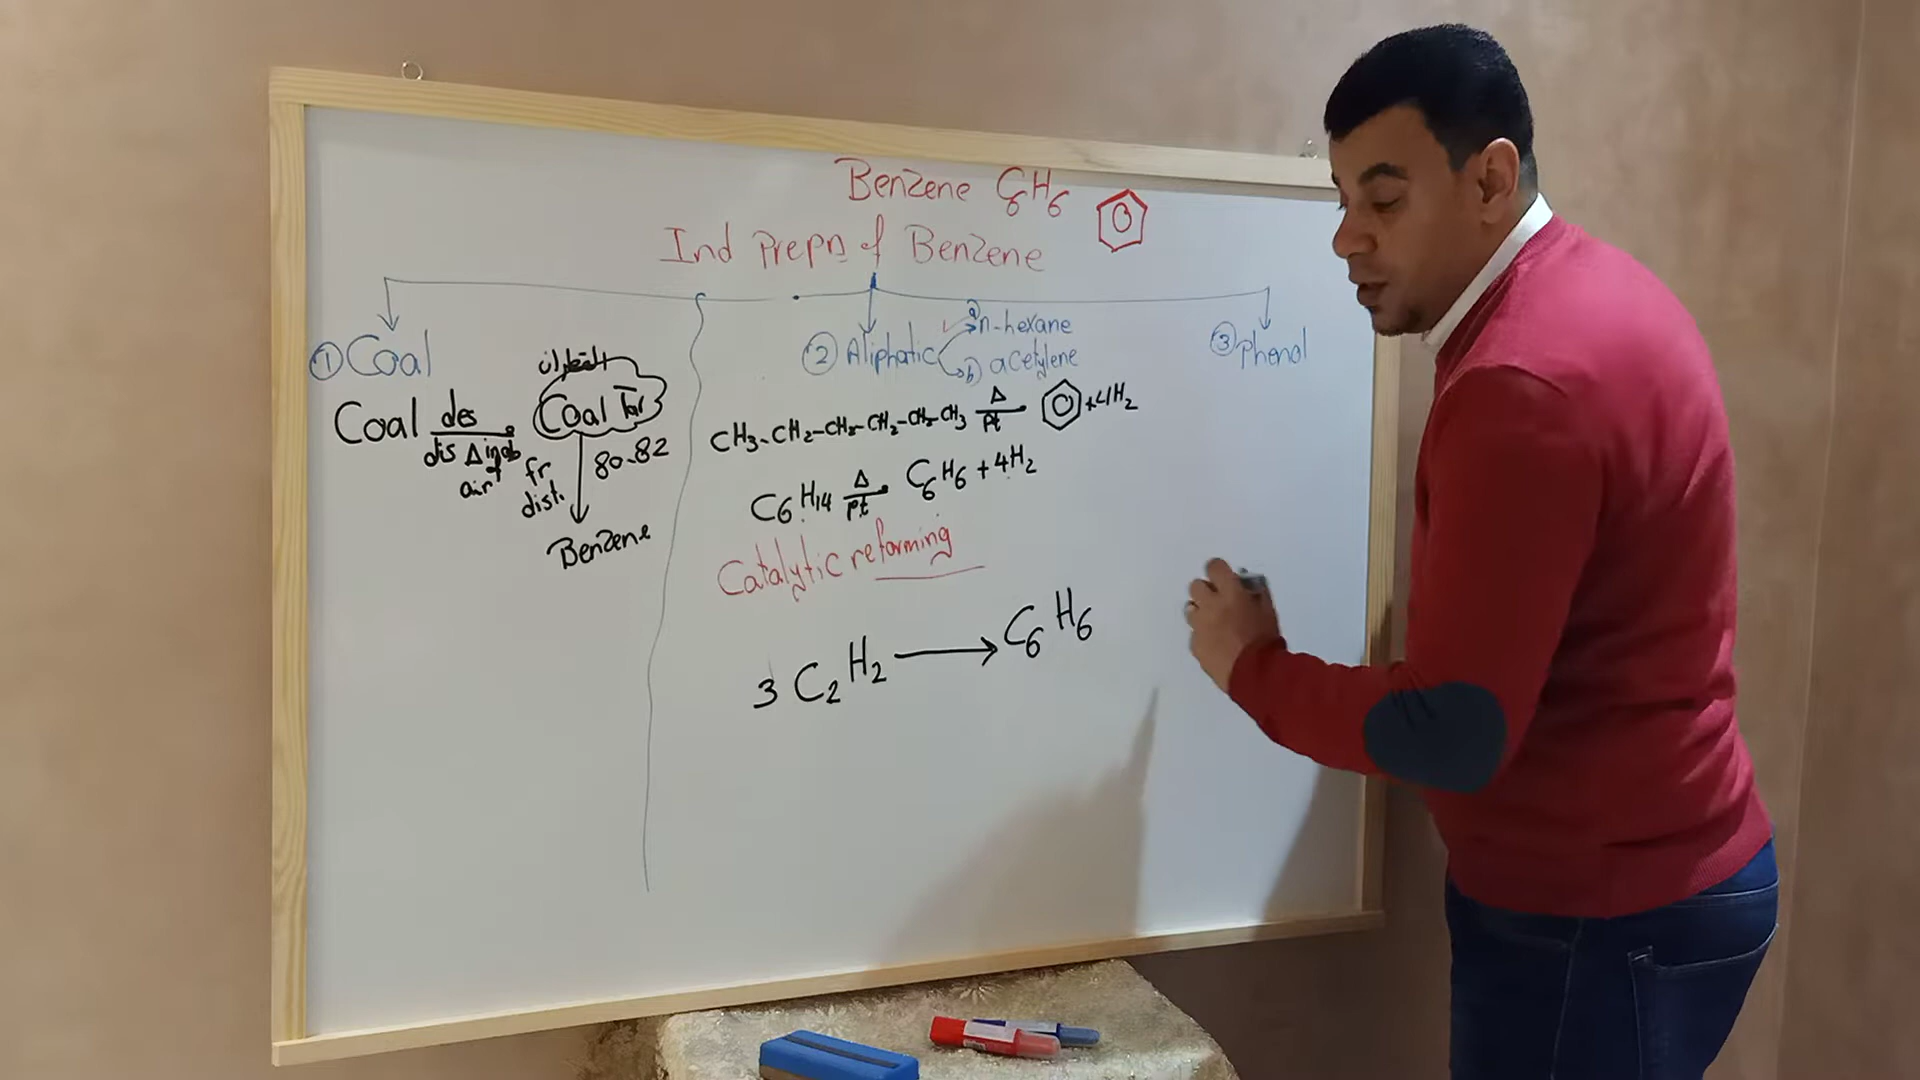 Benzene C6H6
Ind Prepn of Benzene
① Coal
القطران
Coal des dis Δ in ab air Coal Tar
fr dist. 80-82
Benzene
② Aliphatic
a) n-hexane
b) acetylene
CH3-CH2-CH2-CH2-CH2-CH3 Δ Pt + 4H2
C6H14 Δ pt C6H6 + 4H2
Catalytic reforming
3 C2H2 ⟶ C6H6
③ Phenol